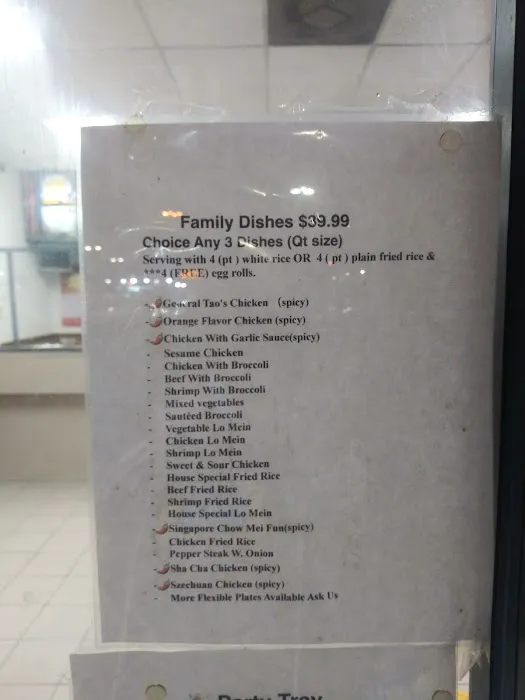 Family Dishes $39.99
Choice Any 3 Dishes (Qt size)
Serving with 4 (pt ) white rice OR 4 ( pt ) plain fried rice &
***4 (FREE) egg rolls.
- General Tao's Chicken (spicy)
- Orange Flavor Chicken (spicy)
- Chicken With Garlic Sauce(spicy)
- Sesame Chicken
- Chicken With Broccoli
- Beef With Broccoli
- Shrimp With Broccoli
- Mixed vegetables
- Sautéed Broccoli
- Vegetable Lo Mein
- Chicken Lo Mein
- Shrimp Lo Mein
- Sweet & Sour Chicken
- House Special Fried Rice
- Beef Fried Rice
- Shrimp Fried Rice
- House Special Lo Mein
- Singapore Chow Mei Fun(spicy)
- Chicken Fried Rice
- Pepper Steak W. Onion
- Sha Cha Chicken (spicy)
- Szechuan Chicken (spicy)
- More Flexible Plates Available Ask Us
Party Tray